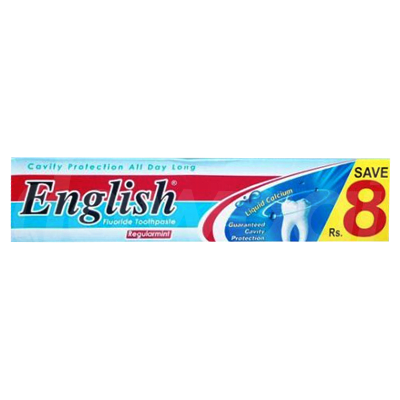 Cavity Protection All Day Long
English®
Fluoride Toothpaste
Regularmint
Liquid Calcium
Guaranteed
Cavity
Protection
SAVE
Rs. 8